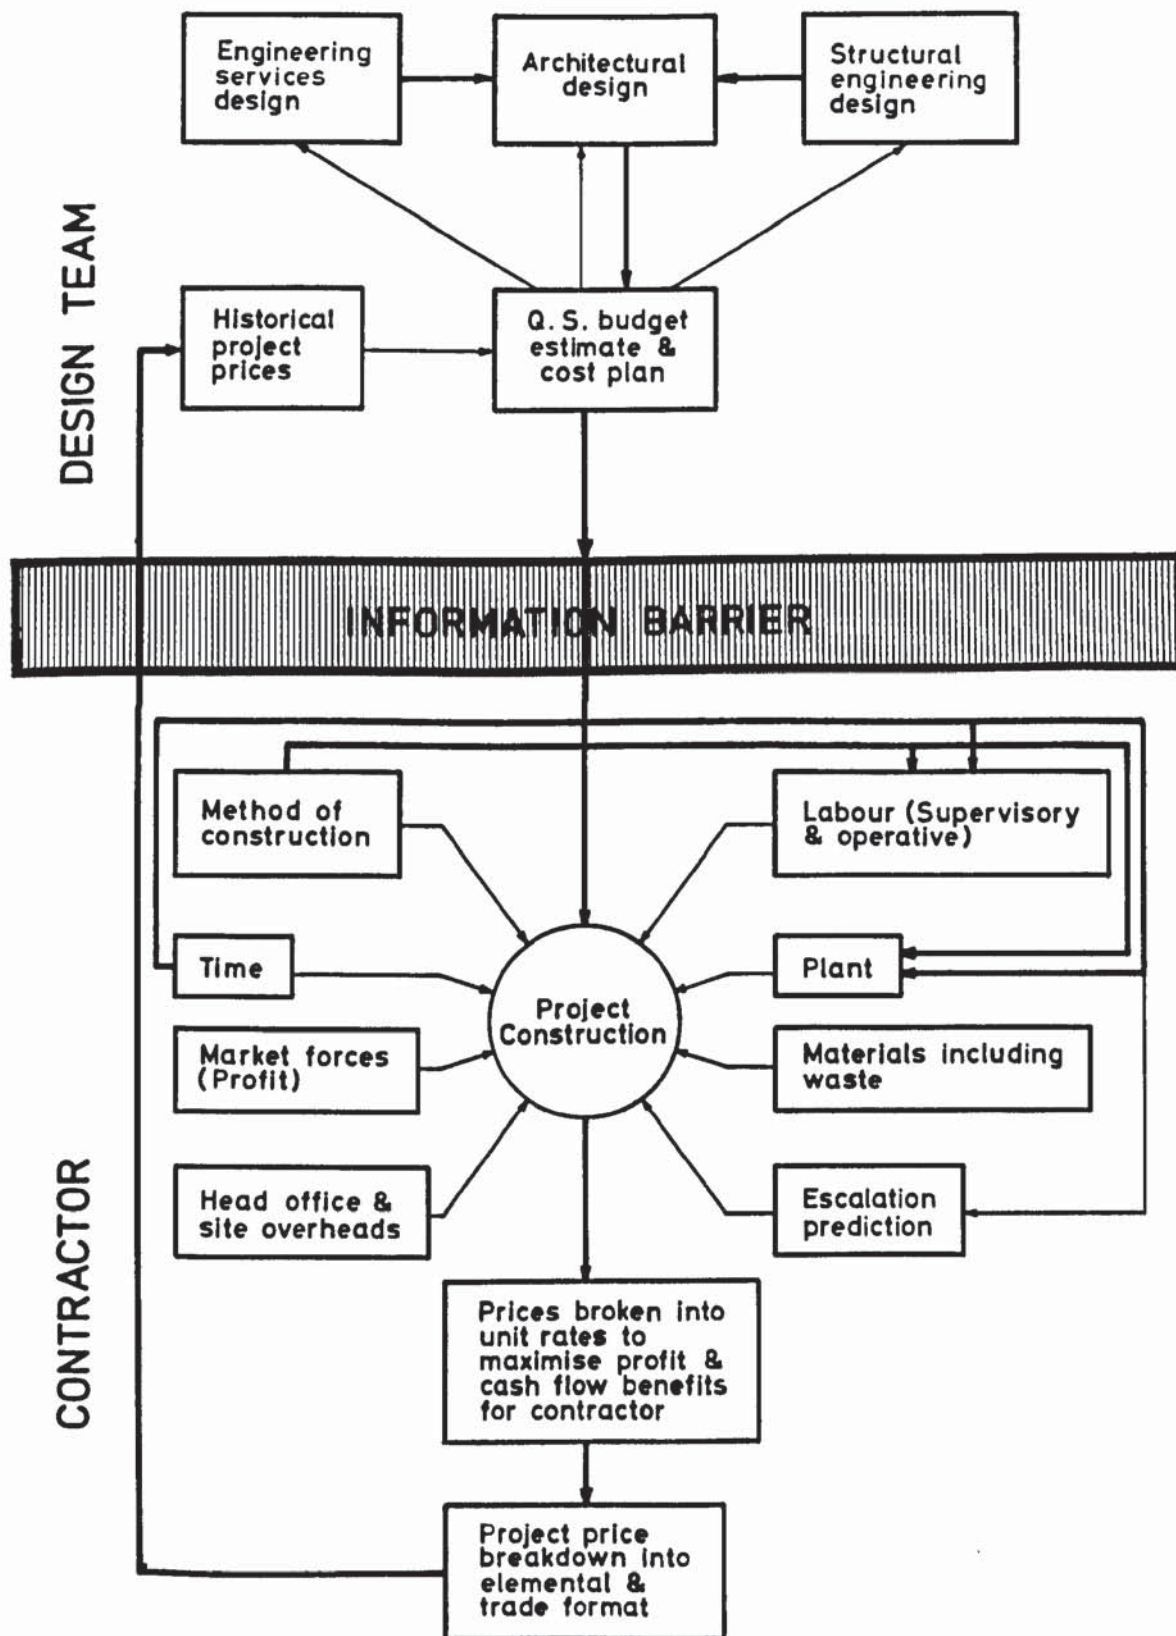 Engineering
services
design
Architectural
design
Structural
engineering
design
DESIGN TEAM
Historical
project
prices
Q. S. budget
estimate &
cost plan
INFORMATION BARRIER
Method of
construction
Labour (Supervisory
& operative)
Time
Plant
Project
Construction
Market forces
(Profit)
Materials including
waste
CONTRACTOR
Head office &
site overheads
Escalation
prediction
Prices broken into
unit rates to
maximise profit &
cash flow benefits
for contractor
Project price
breakdown into
elemental &
trade format